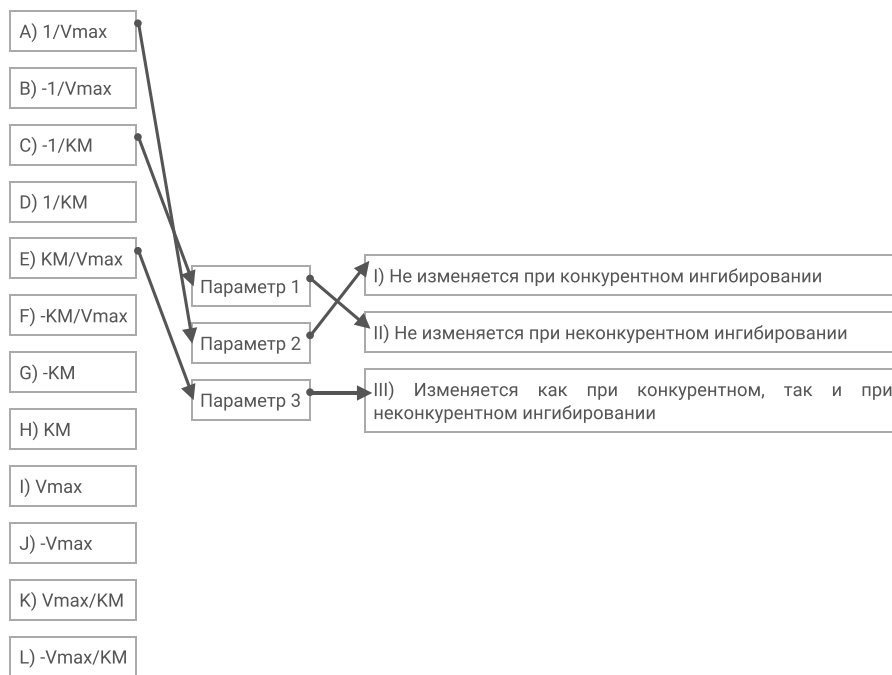 A) 1/Vmax
B) -1/Vmax
C) -1/KM
D) 1/KM
E) KM/Vmax
F) -KM/Vmax
G) -KM
H) KM
I) Vmax
J) -Vmax
K) Vmax/KM
L) -Vmax/KM
Параметр 1
Параметр 2
Параметр 3
I) Не изменяется при конкурентном ингибировании
II) Не изменяется при неконкурентном ингибировании
III) Изменяется как при конкурентном, так и при
неконкурентном ингибировании